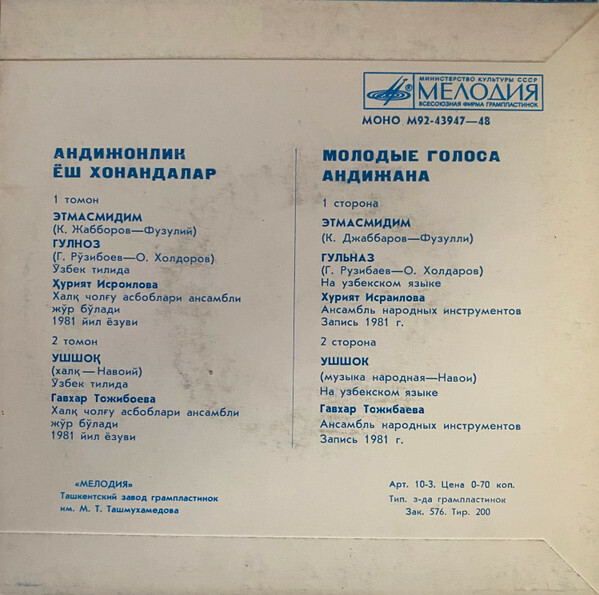 МИНИСТЕРСТВО КУЛЬТУРЫ СССР
МЕЛОДИЯ
ВСЕСОЮЗНАЯ ФИРМА ГРАМПЛАСТИНОК
МОНО М92-43947—48
АНДИЖОНЛИК
ЁШ ХОНАНДАЛАР
1 томон
ЭТМАСМИДИМ
(К. Жабборов—Фузулий)
ГУЛНОЗ
(Г. Рўзибоев—О. Холдоров)
Ўзбек тилида
Ҳурият Исроилова
Халқ чолғу асбоблари ансамбли
жўр бўлади
1981 йил ёзуви
2 томон
УШШОҚ
(халқ — Навоий)
Ўзбек тилида
Гавхар Тожибоева
Халқ чолғу асбоблари ансамбли
жўр бўлади
1981 йил ёзуви
«МЕЛОДИЯ»
Ташкентский завод грампластинок
им. М. Т. Ташмухамедова
МОЛОДЫЕ ГОЛОСА
АНДИЖАНА
1 сторона
ЭТМАСМИДИМ
(К. Джаббаров—Фузулли)
ГУЛЬНАЗ
(Г. Рузибаев—О. Холдаров)
На узбекском языке
Хурият Исраилова
Ансамбль народных инструментов
Запись 1981 г.
2 сторона
УШШОК
(музыка народная—Навои)
На узбекском языке
Гавхар Тожибаева
Ансамбль народных инструментов
Запись 1981 г.
Арт. 10-3. Цена 0-70 коп.
Тип. з-да грампластинок
Зак. 576. Тир. 200